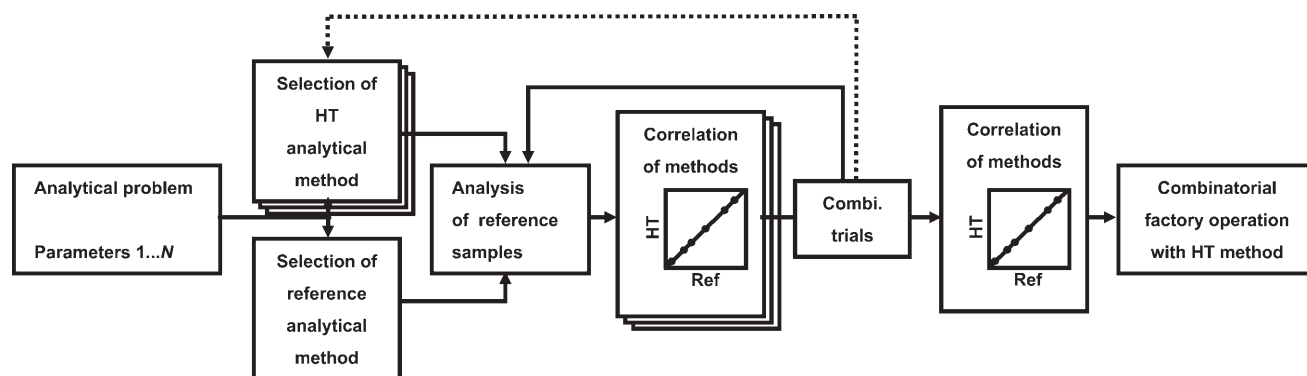 Analytical problem
Parameters 1...N
Selection of
HT
analytical
method
Selection of
reference
analytical
method
Analysis
of reference
samples
Correlation
of methods
HT
Ref
Combi.
trials
Correlation
of methods
HT
Ref
Combinatorial
factory operation
with HT method